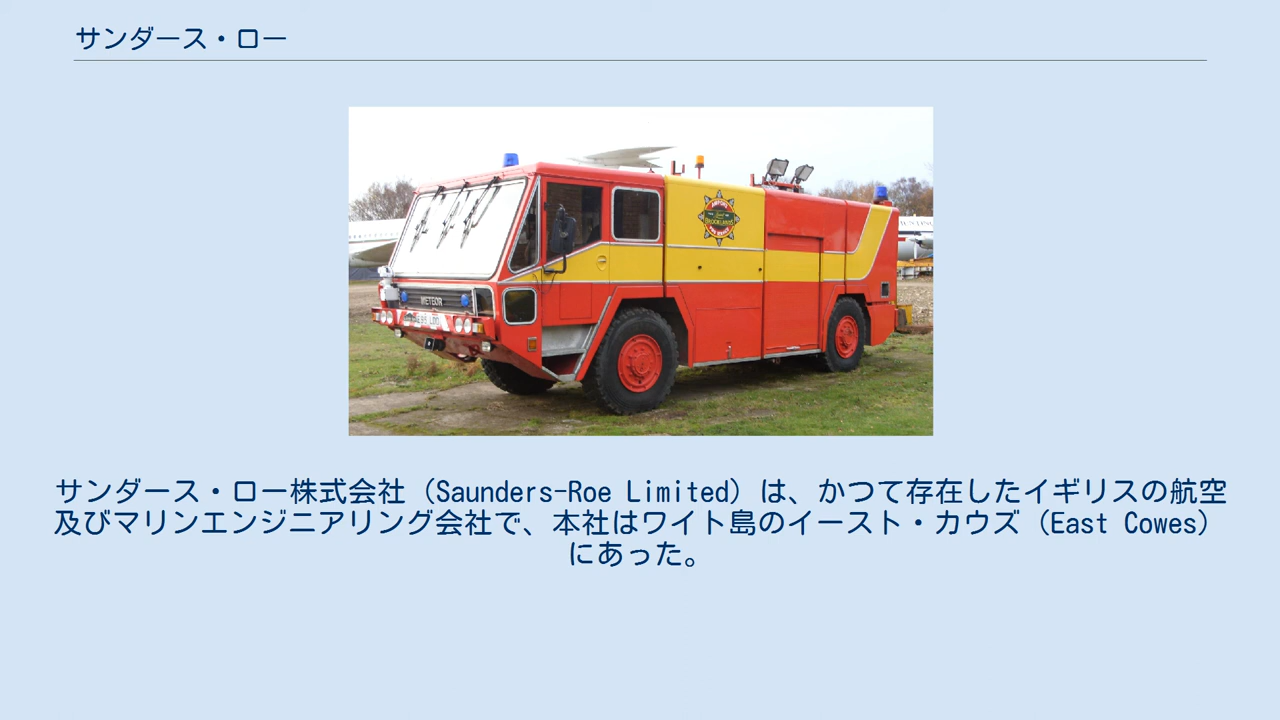 サンダース・ロー
METEOR
サンダース・ロー株式会社（Saunders-Roe Limited）は、かつて存在したイギリスの航空
及びマリンエンジニアリング会社で、本社はワイト島のイースト・カウズ（East Cowes）
にあった。